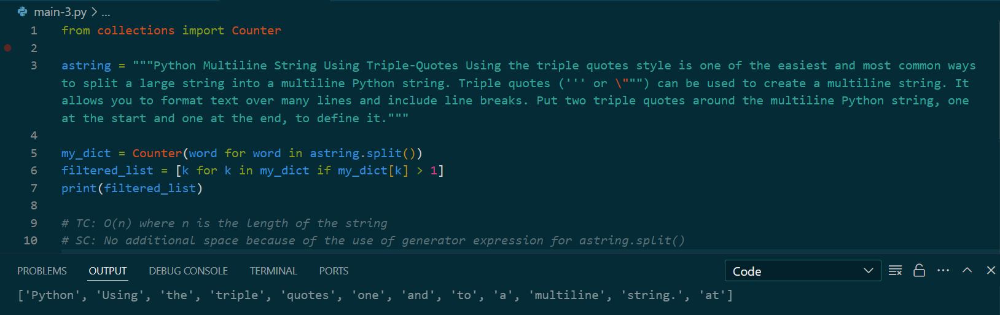 main-3.py > ...
1 from collections import Counter
2
3 astring = """Python Multiline String Using Triple-Quotes Using the triple quotes style is one of the easiest and most common ways
to split a large string into a multiline Python string. Triple quotes (''' or \""") can be used to create a multiline string. It
allows you to format text over many lines and include line breaks. Put two triple quotes around the multiline Python string, one
at the start and one at the end, to define it."""
4
5 my_dict = Counter(word for word in astring.split())
6 filtered_list = [k for k in my_dict if my_dict[k] > 1]
7 print(filtered_list)
8
9 # TC: O(n) where n is the length of the string
10 # SC: No additional space because of the use of generator expression for astring.split()
PROBLEMS OUTPUT DEBUG CONSOLE TERMINAL PORTS Code
['Python', 'Using', 'the', 'triple', 'quotes', 'one', 'and', 'to', 'a', 'multiline', 'string.', 'at']